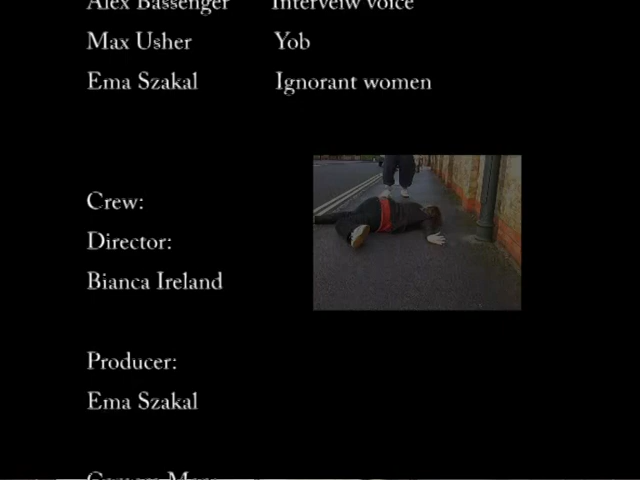 Alex Bassenger Interveiw voice
Max Usher Yob
Ema Szakal Ignorant women
Crew:
Director:
Bianca Ireland
Producer:
Ema Szakal